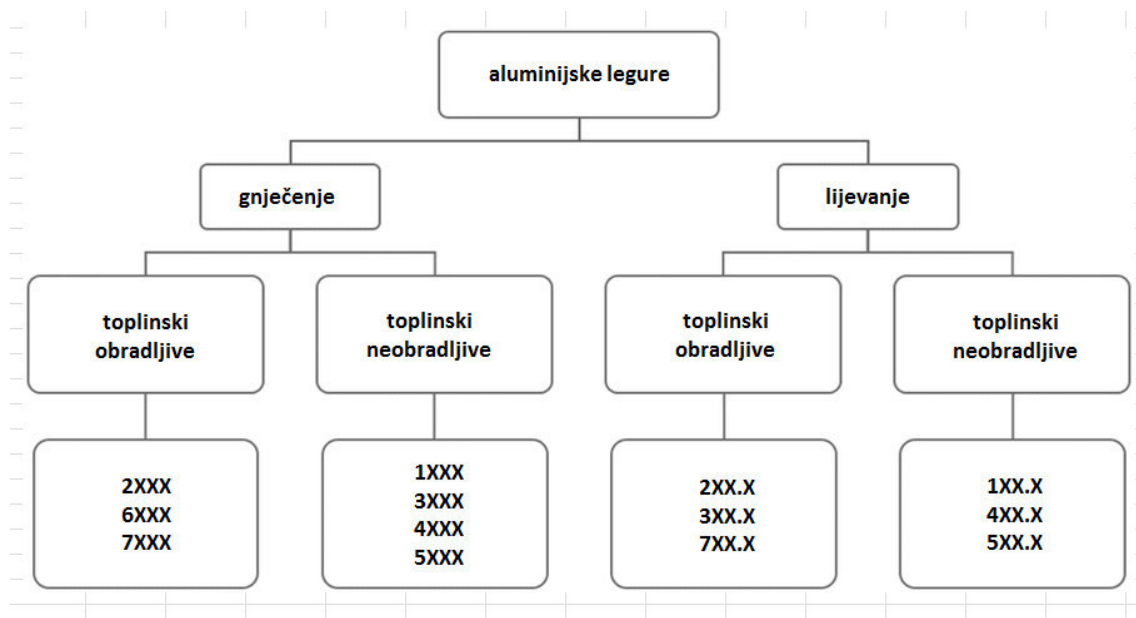 aluminijske legure
gnječenje
lijevanje
toplinski
obradljive
toplinski
neobradljive
toplinski
obradljive
toplinski
neobradljive
2XXX
6XXX
7XXX
1XXX
3XXX
4XXX
5XXX
2XX.X
3XX.X
7XX.X
1XX.X
4XX.X
5XX.X